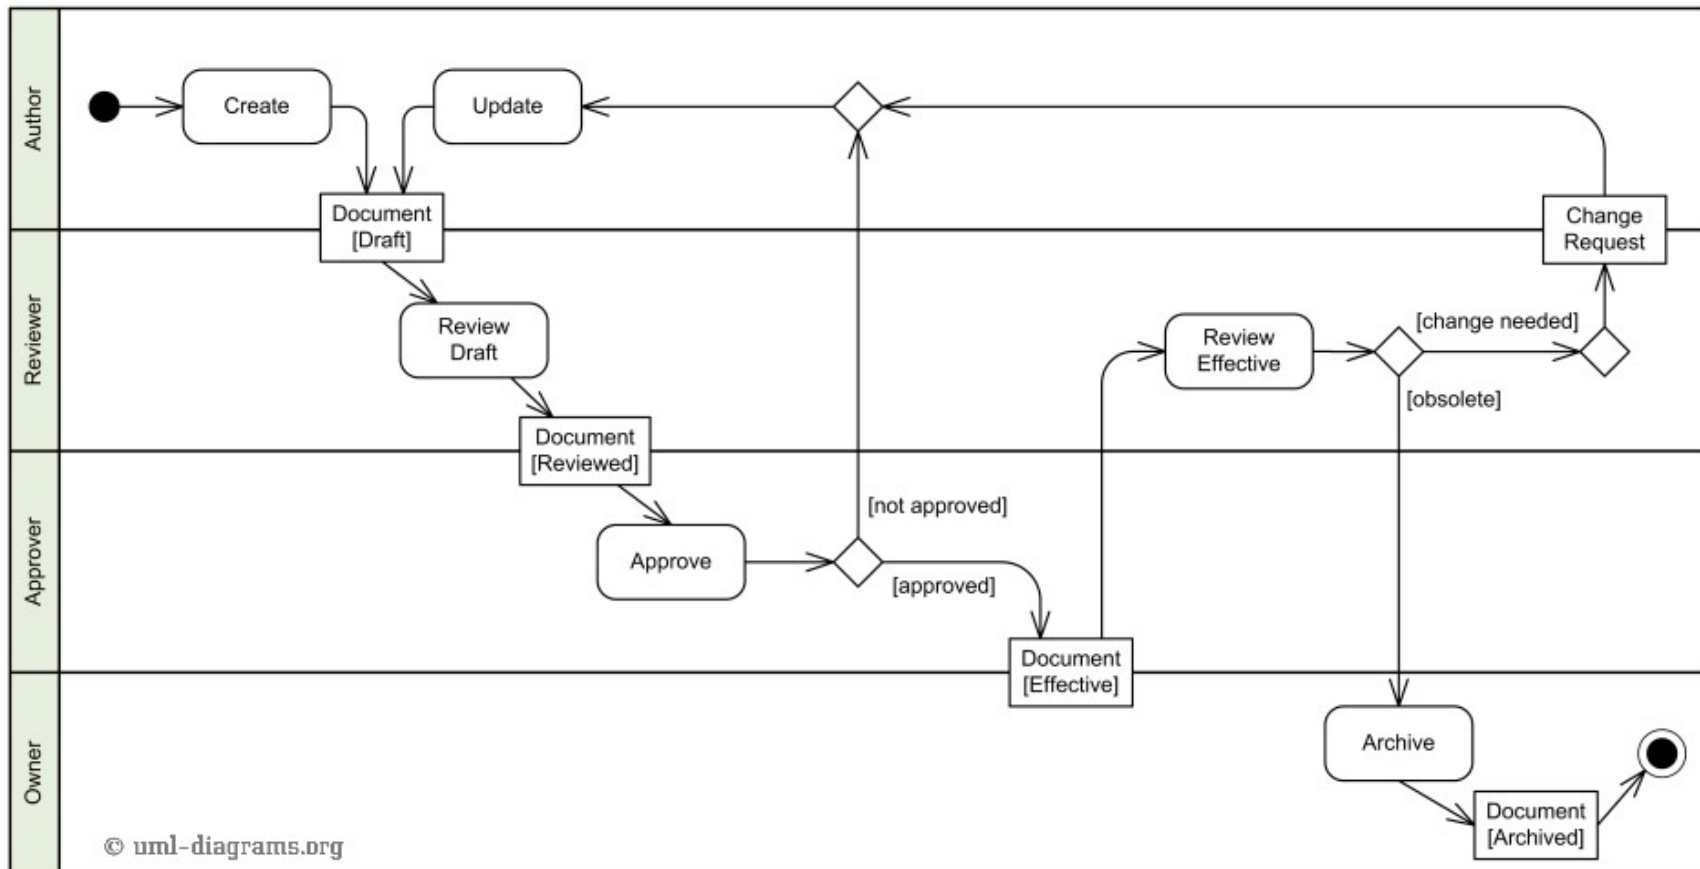 Author
Create
Update
Document
[Draft]
Change
Request
Reviewer
Review
Draft
Review
Effective
[change needed]
[obsolete]
Document
[Reviewed]
Approver
[not approved]
Approve
[approved]
Document
[Effective]
Owner
Archive
Document
[Archived]
© uml-diagrams.org